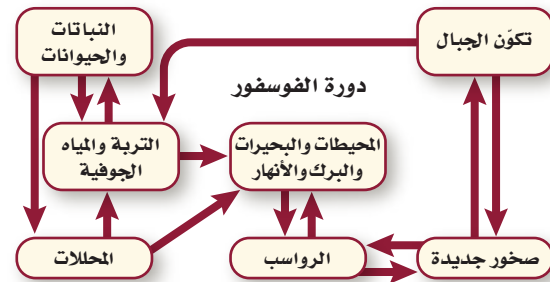 تكوّن الجبال
النباتات
والحيوانات
دورة الفوسفور
المحيطات والبحيرات
والبرك والأنهار
التربة والمياه
الجوفية
صخور جديدة
الرواسب
المحللات